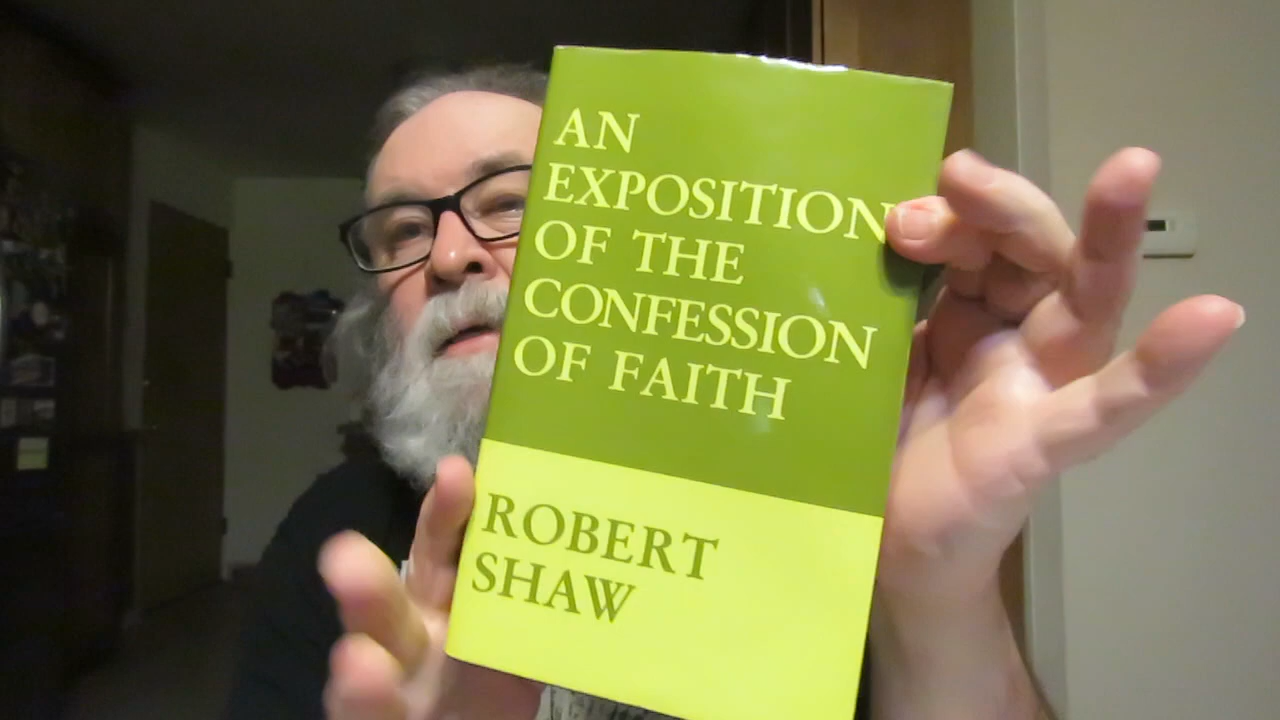 AN
EXPOSITION
OF THE
CONFESSION
OF FAITH
ROBERT
SHAW